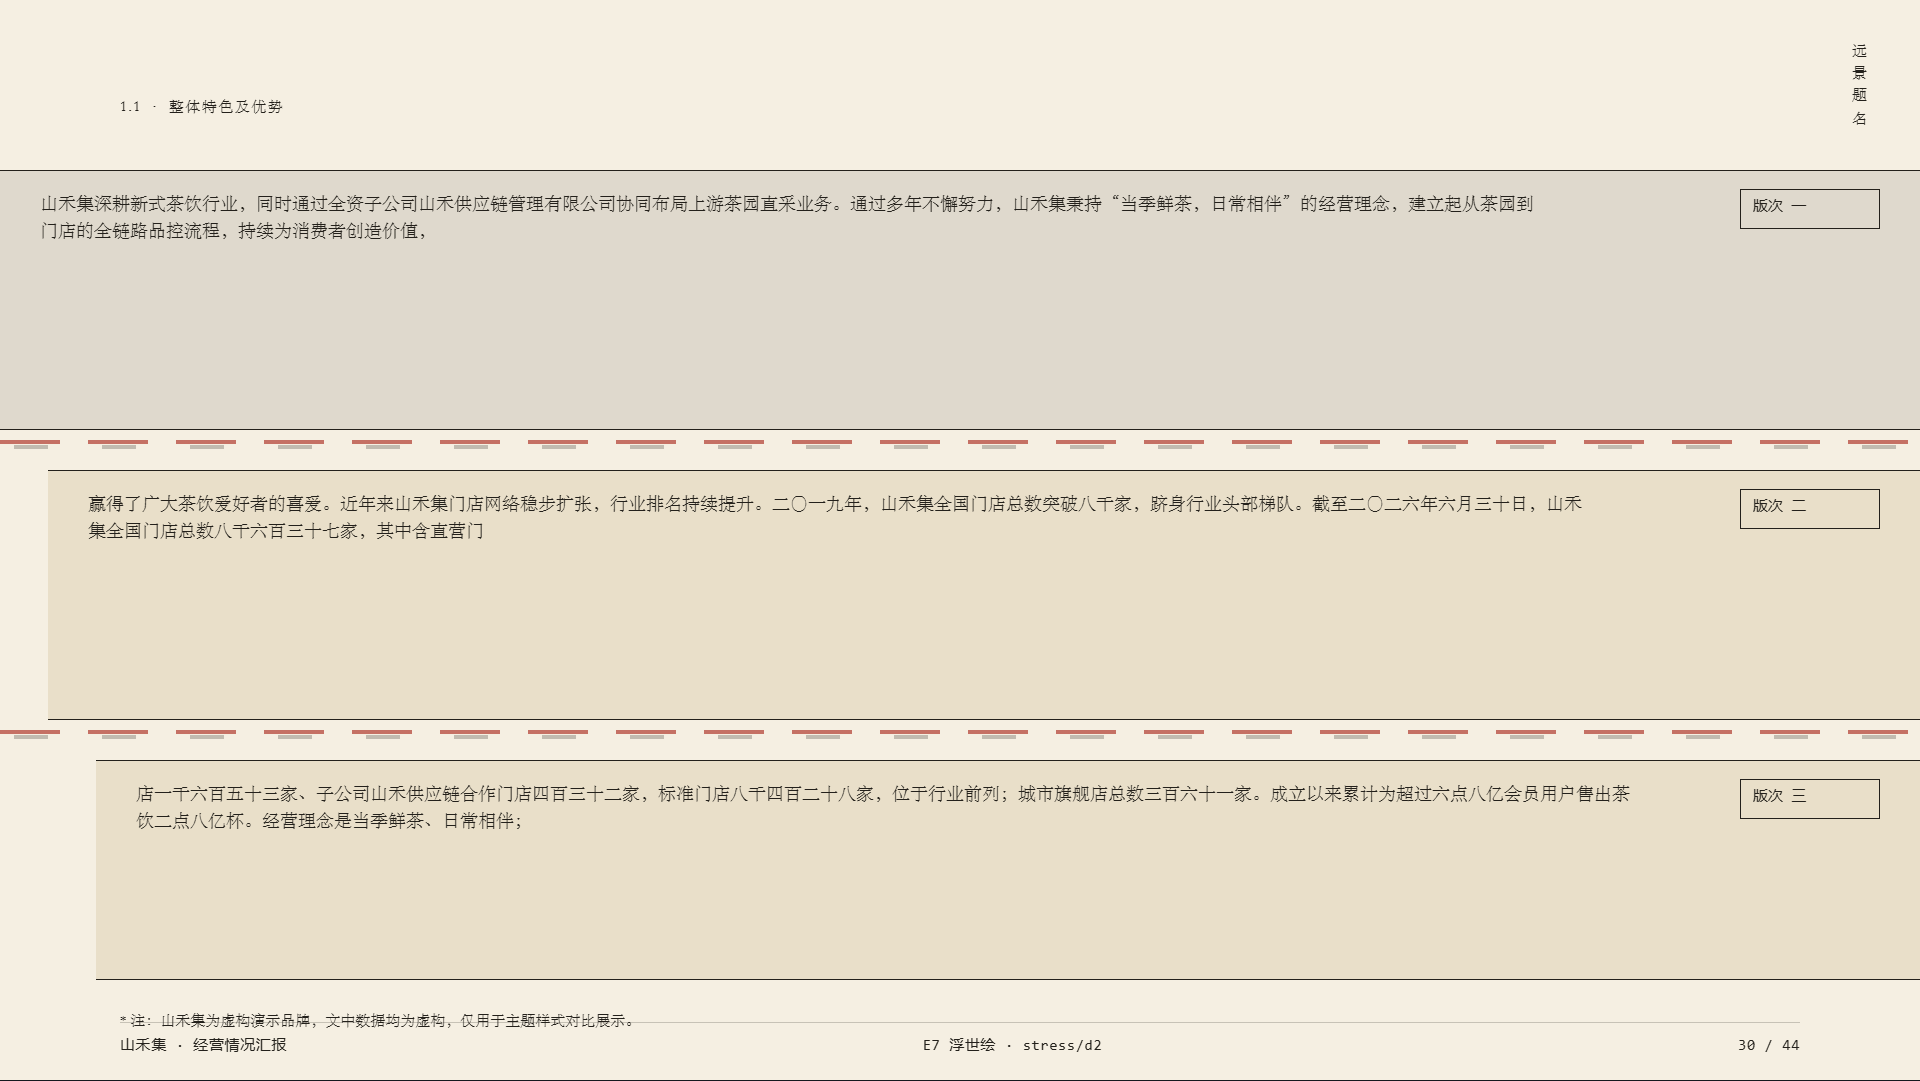 远景题名
1.1 · 整体特色及优势
山禾集深耕新式茶饮行业，同时通过全资子公司山禾供应链管理有限公司协同布局上游茶园直采业务。通过多年不懈努力，山禾集秉持“当季鲜茶，日常相伴”的经营理念，建立起从茶园到
门店的全链路品控流程，持续为消费者创造价值，
版次 一
赢得了广大茶饮爱好者的喜爱。近年来山禾集门店网络稳步扩张，行业排名持续提升。二〇一九年，山禾集全国门店总数突破八千家，跻身行业头部梯队。截至二〇二六年六月三十日，山禾
集全国门店总数八千六百三十七家，其中含直营门
版次 二
店一千六百五十三家、子公司山禾供应链合作门店四百三十二家，标准门店八千四百二十八家，位于行业前列；城市旗舰店总数三百六十一家。成立以来累计为超过六点八亿会员用户售出茶
饮二点八亿杯。经营理念是当季鲜茶、日常相伴；
版次 三
* 注：山禾集为虚构演示品牌，文中数据均为虚构，仅用于主题样式对比展示。
山禾集 · 经营情况汇报
E7 浮世绘 · stress/d2
30 / 44